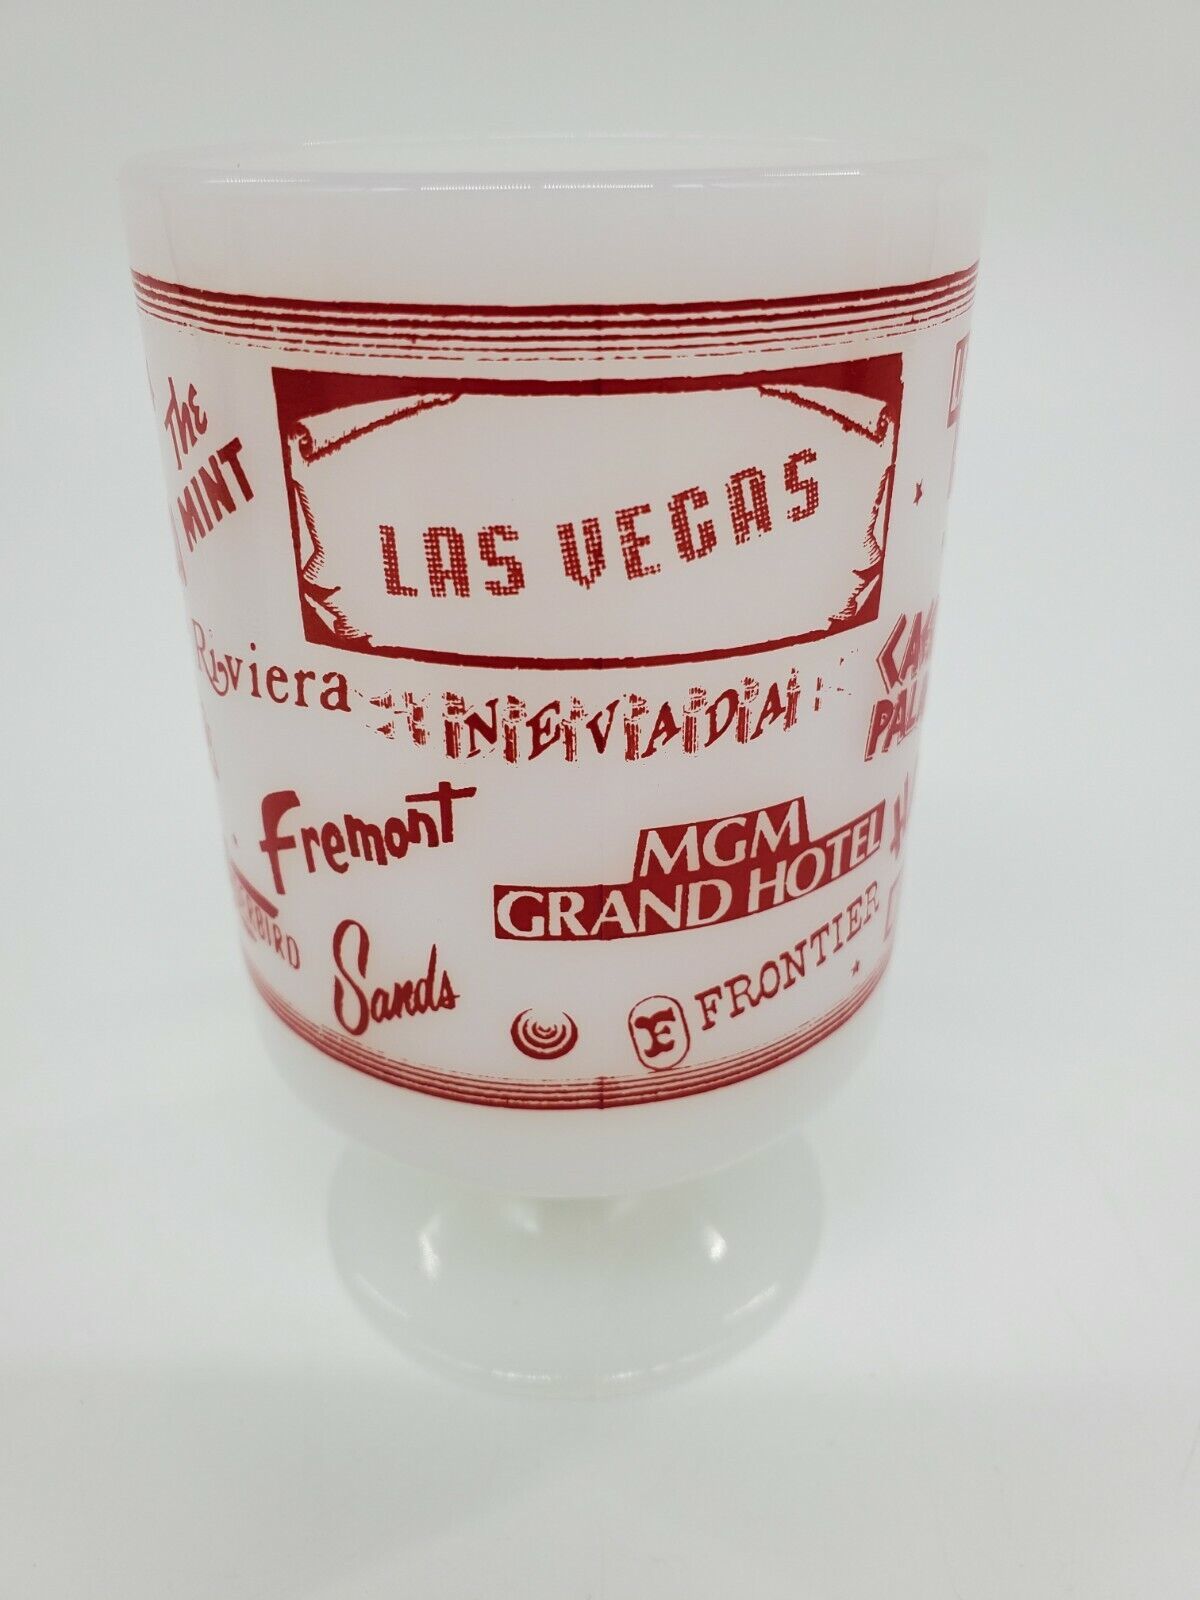 The
MINT
LAS VEGAS
Riviera
NEVADA
Fremont
MGM
GRAND HOTEL
Sands
F FRONTIER